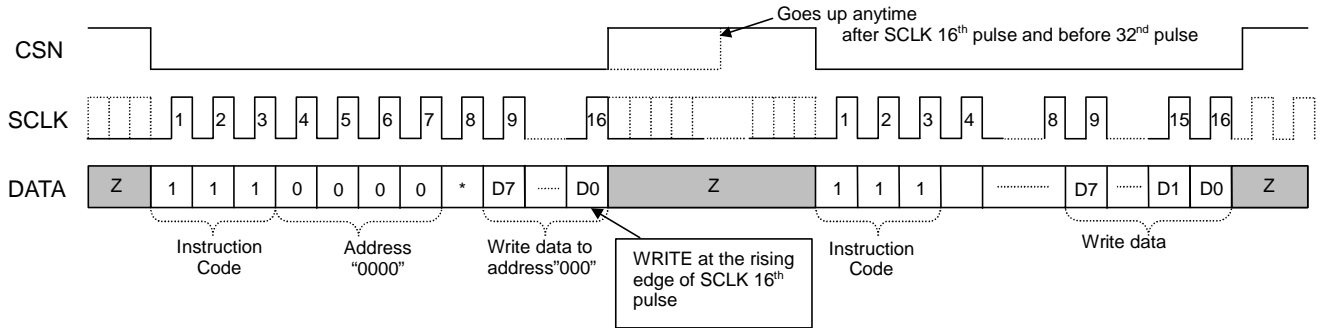 Goes up anytime
after SCLK 16th pulse and before 32nd pulse
CSN
SCLK 1 2 3 4 5 6 7 8 9 16 1 2 3 4 8 9 15 16
DATA Z 1 1 1 0 0 0 0 * D7 ...... D0 Z 1 1 1 .............. D7 ...... D1 D0 Z
Instruction
Code
Address
“0000”
Write data to
address”000”
WRITE at the rising
edge of SCLK 16th
pulse
Instruction
Code
Write data